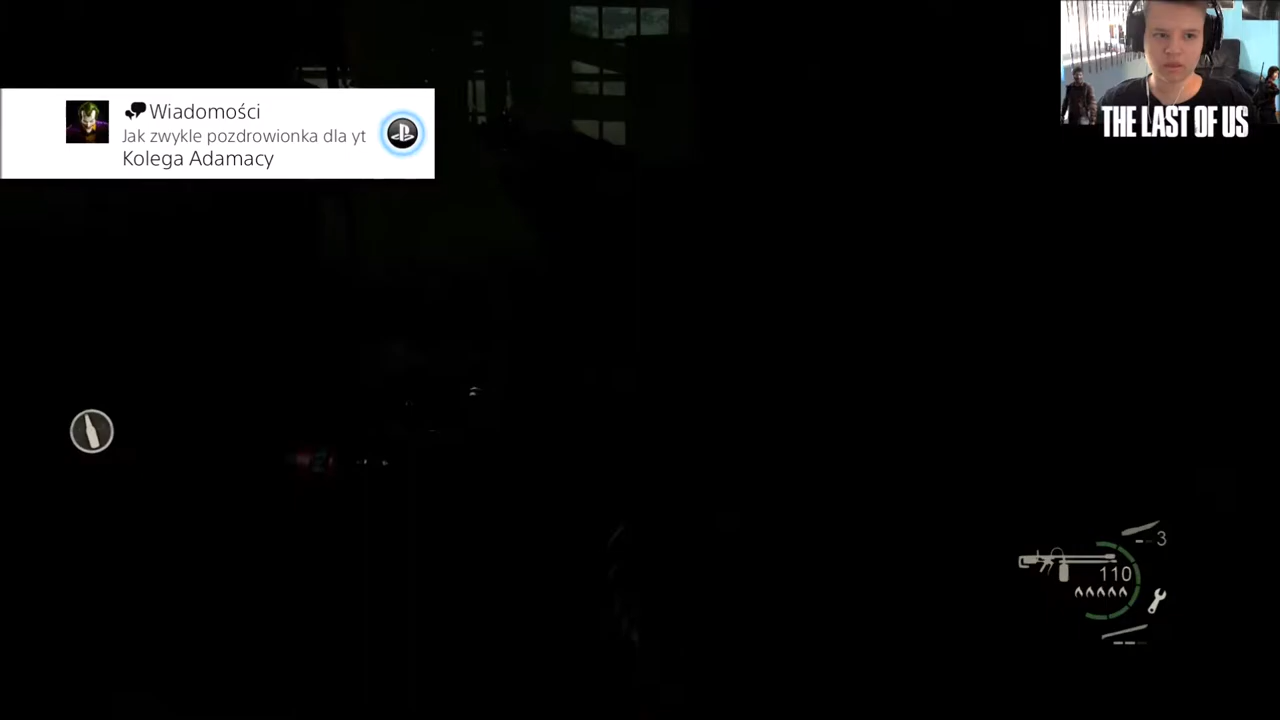 Wiadomości
Jak zwykle pozdrowionka dla yt
Kolega Adamacy
THE LAST OF US
3
110